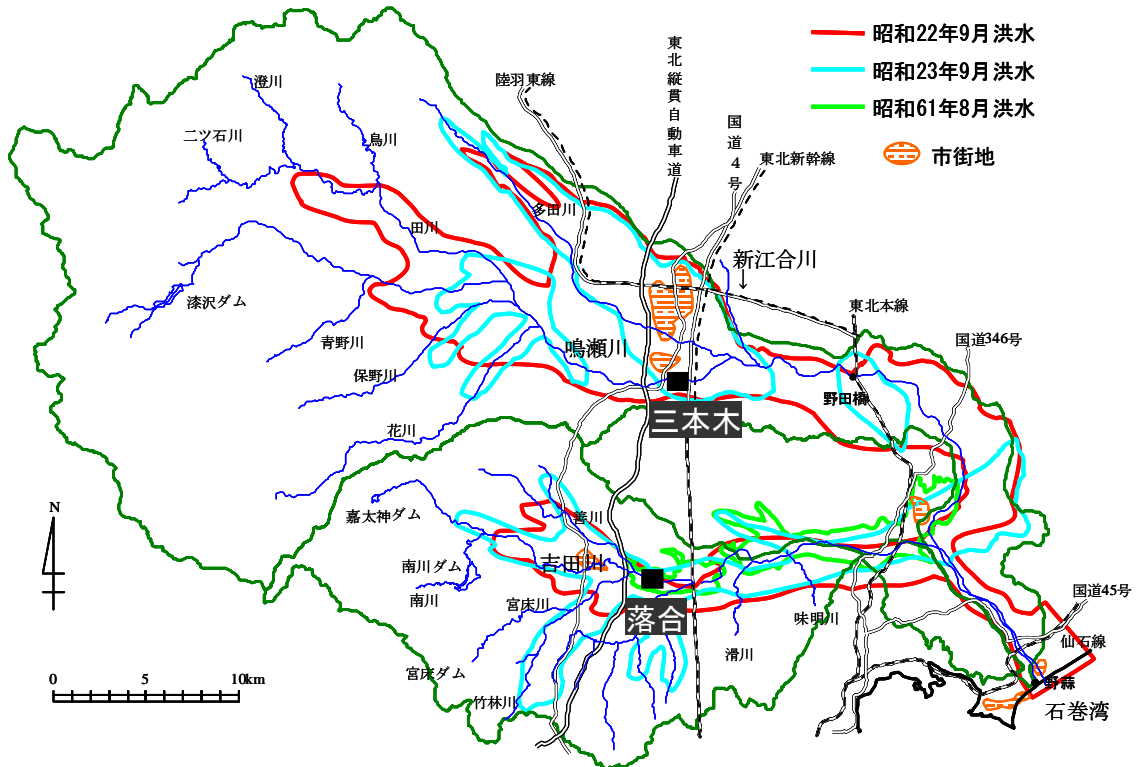 昭和22年9月洪水
昭和23年9月洪水
昭和61年8月洪水
市街地
東北縦貫自動車道
陸羽東線
国道4号
東北新幹線
澄川
二ツ石川
鳥川
多田川
田川
新江合川
漆沢ダム
東北本線
国道346号
青野川
鳴瀬川
保野川
野田橋
三本木
花川
嘉太神ダム
善川
N
吉田川
南川ダム
南川
宮床川
落合
味明川
国道45号
仙石線
滑川
宮床ダム
野蒜
竹林川
石巻湾
0 5 10km